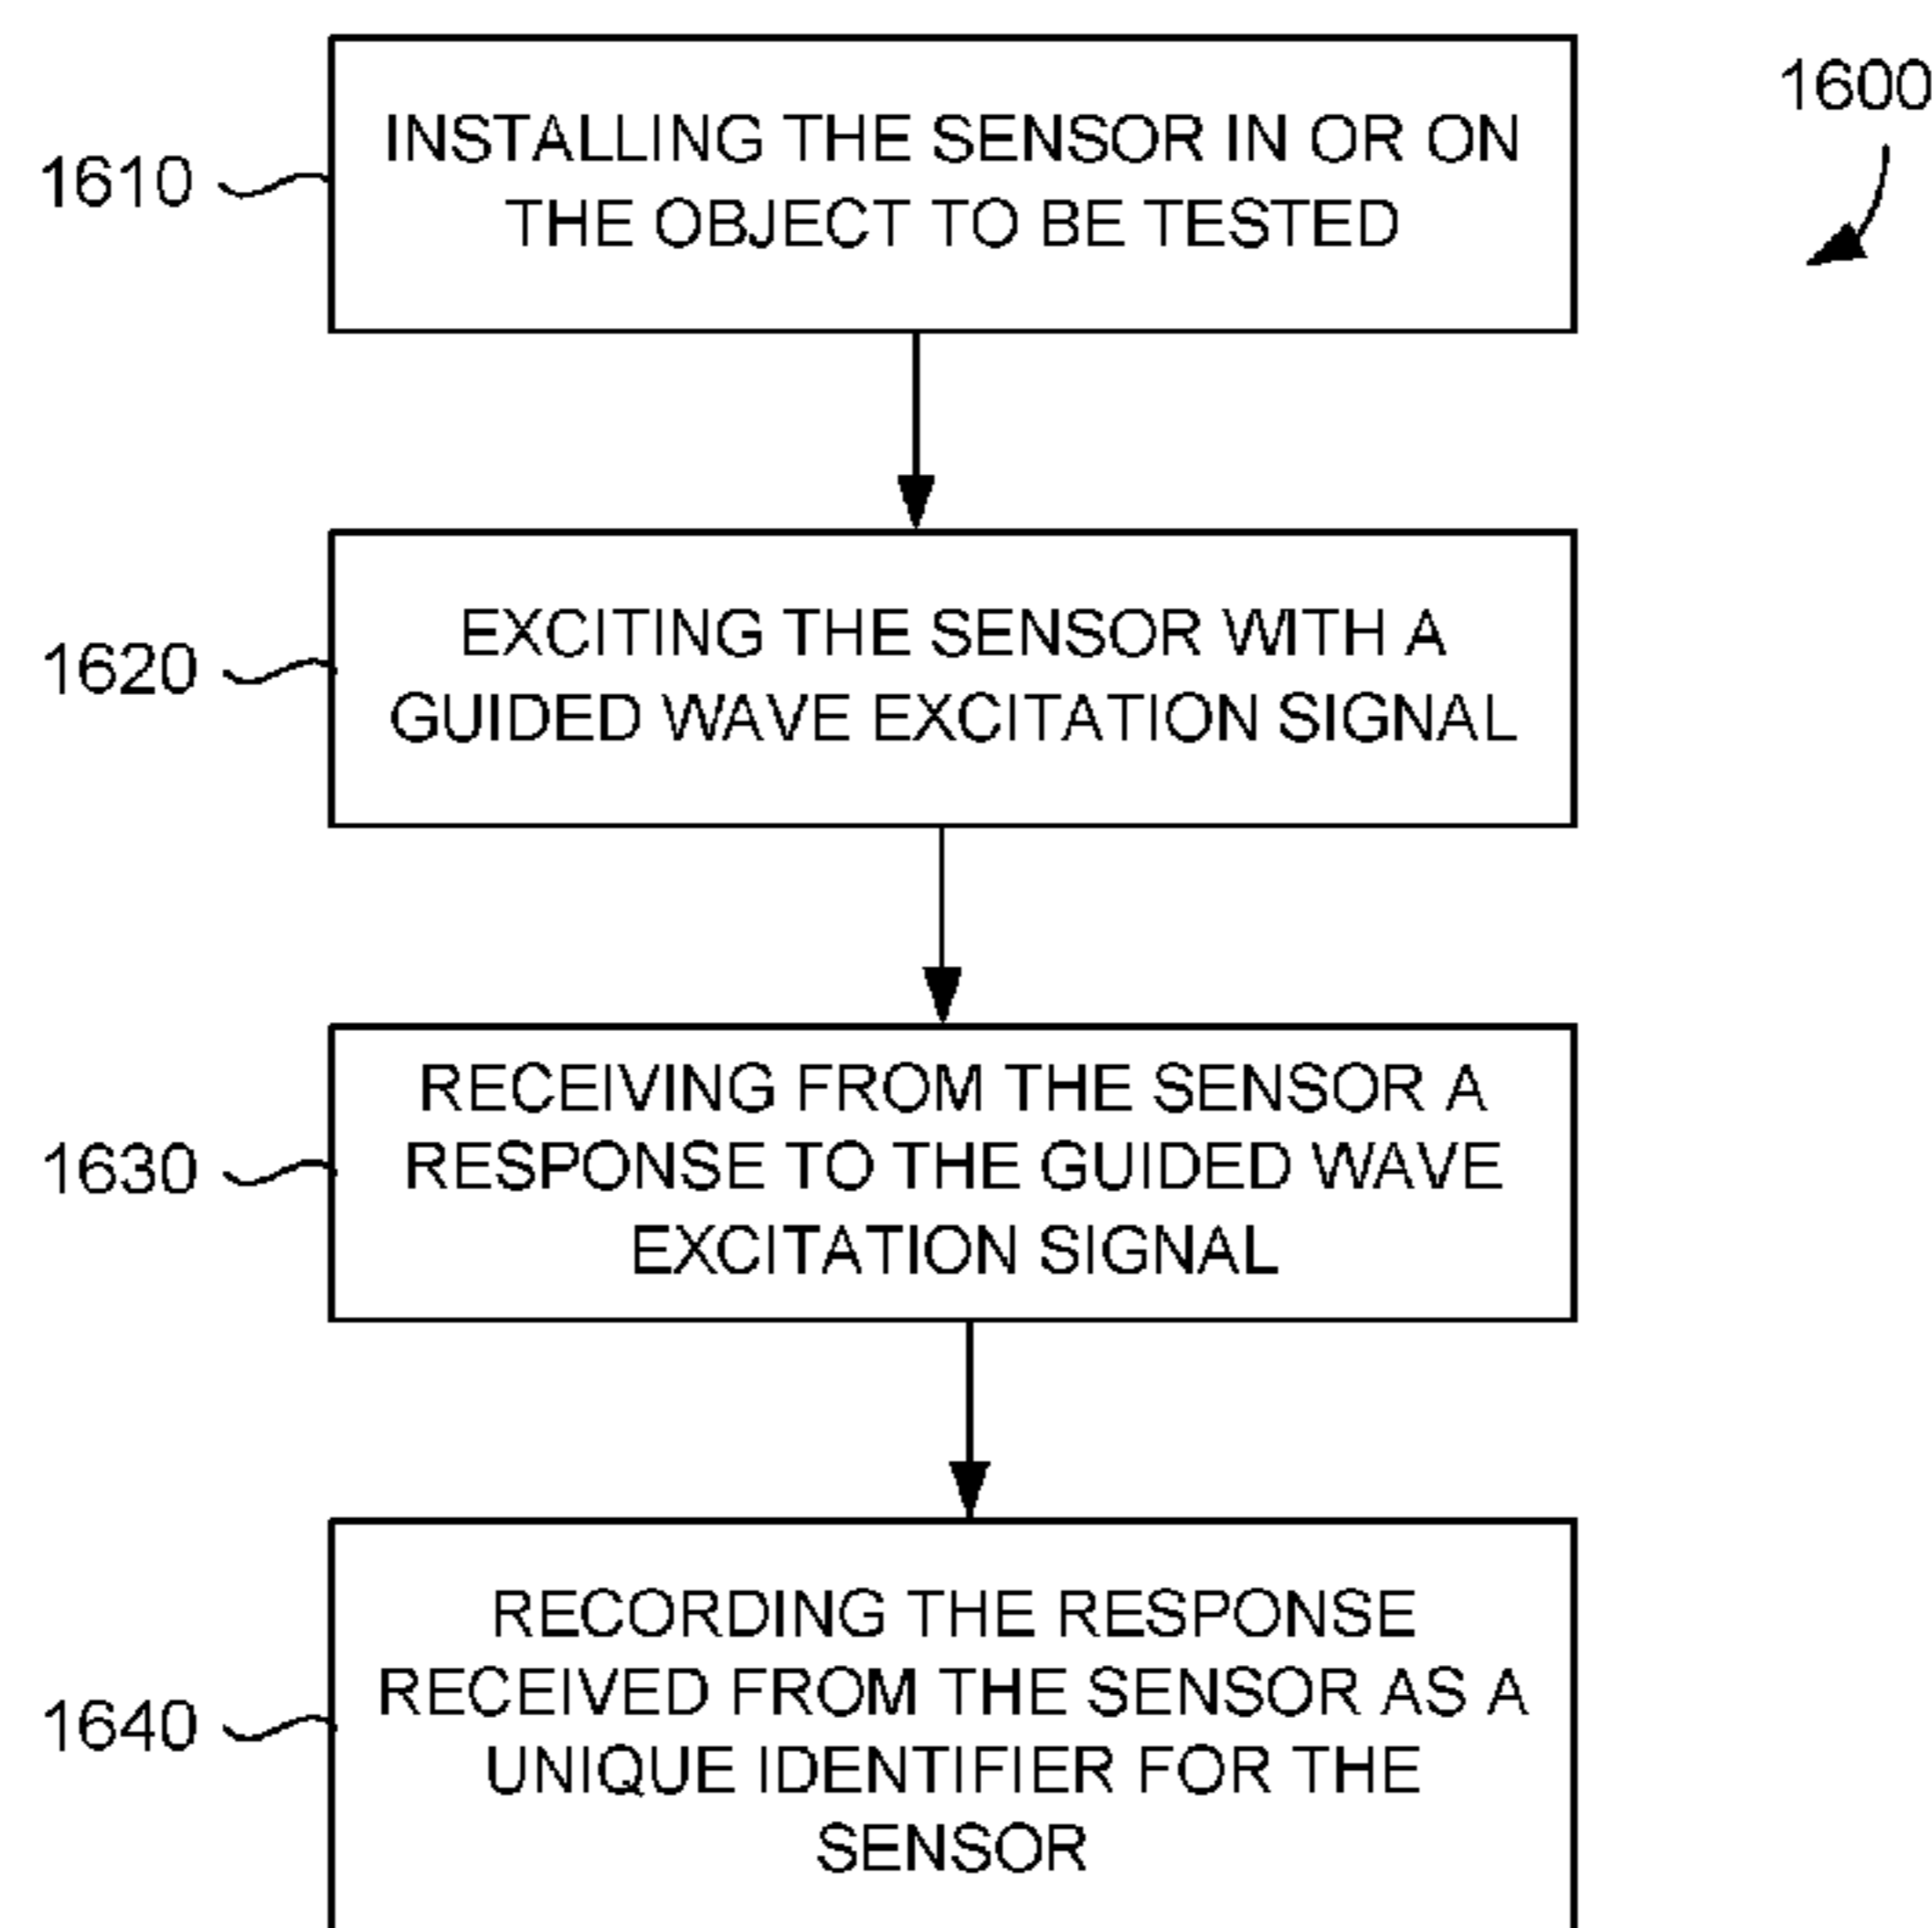 1600
1610
INSTALLING THE SENSOR IN OR ON
THE OBJECT TO BE TESTED
1620
EXCITING THE SENSOR WITH A
GUIDED WAVE EXCITATION SIGNAL
1630
RECEIVING FROM THE SENSOR A
RESPONSE TO THE GUIDED WAVE
EXCITATION SIGNAL
1640
RECORDING THE RESPONSE
RECEIVED FROM THE SENSOR AS A
UNIQUE IDENTIFIER FOR THE
SENSOR